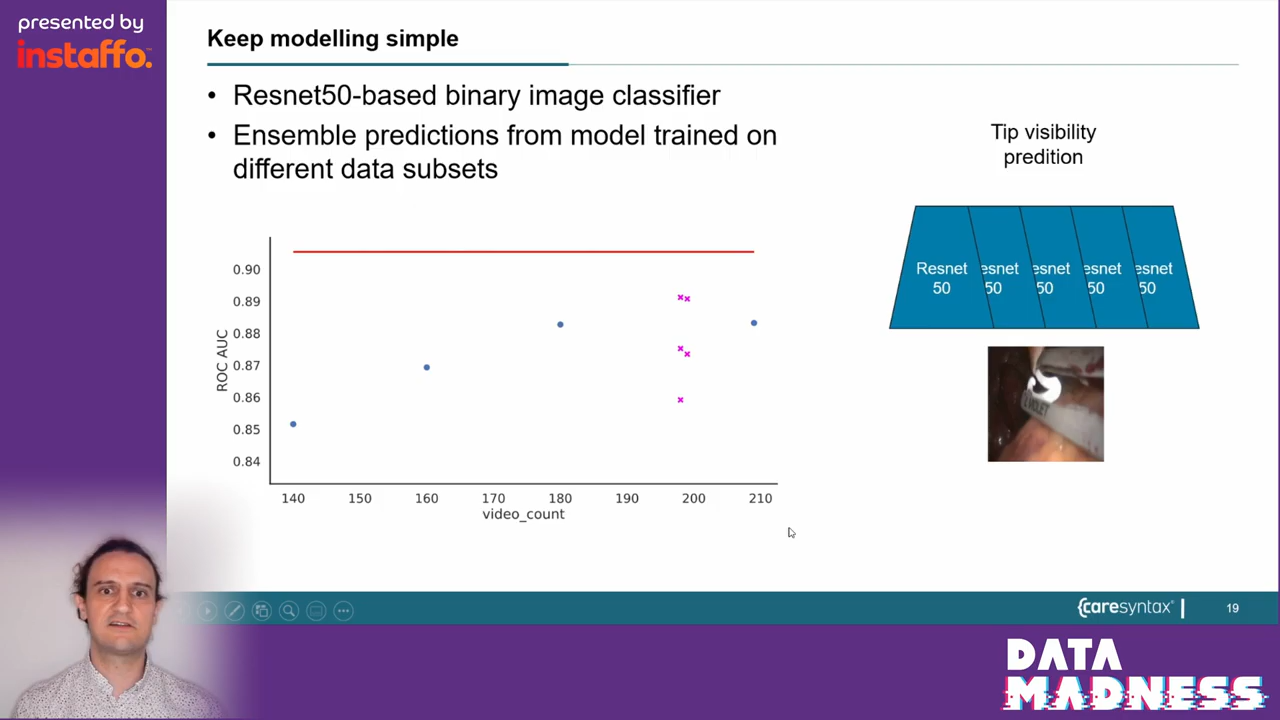 presented by
instaffo.
Keep modelling simple
• Resnet50-based binary image classifier
• Ensemble predictions from model trained on
different data subsets
Tip visibility
predition
Resnet
50
esnet
50
esnet
50
esnet
50
esnet
50
0.90
0.89
0.88
0.87
0.86
0.85
0.84
ROC AUC
140 150 160 170 180 190 200 210
video_count
caresyntax
19
DATA
MADNESS